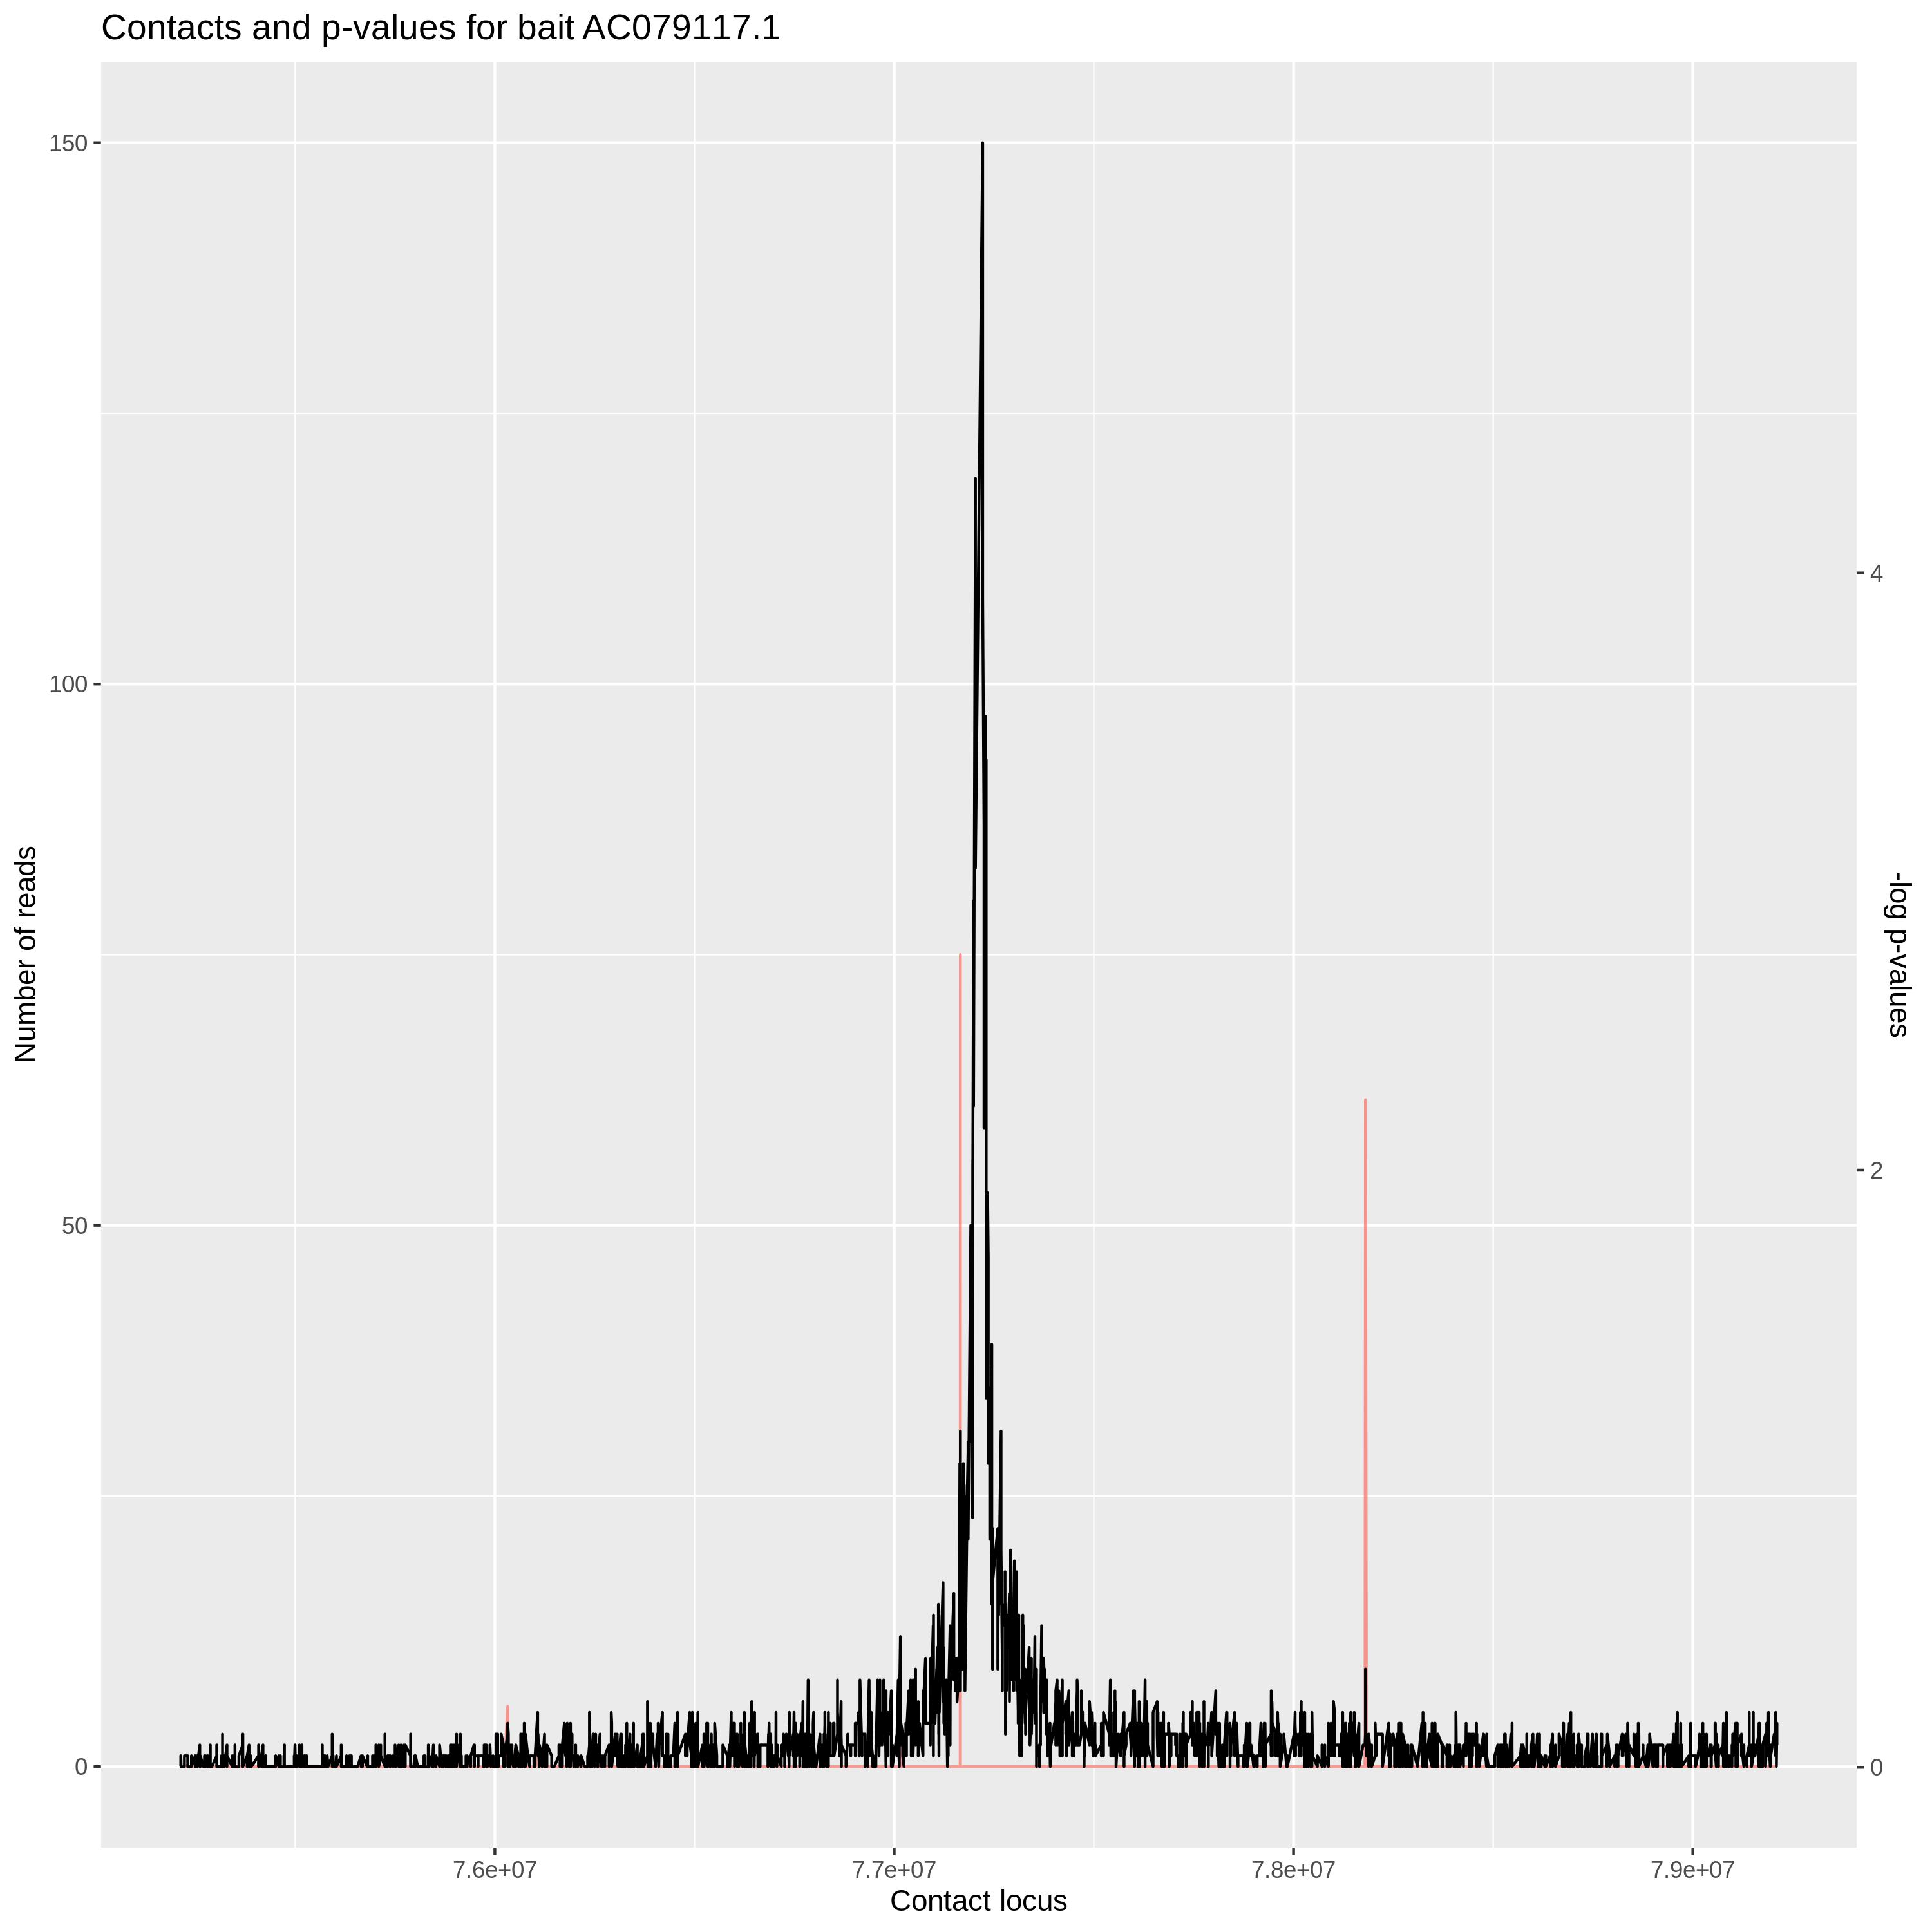 Contacts and p-values for bait AC079117.1
150
100
50
0
Number of reads
4
2
0
-log p-values
7.6e+07
7.7e+07
7.8e+07
7.9e+07
Contact locus